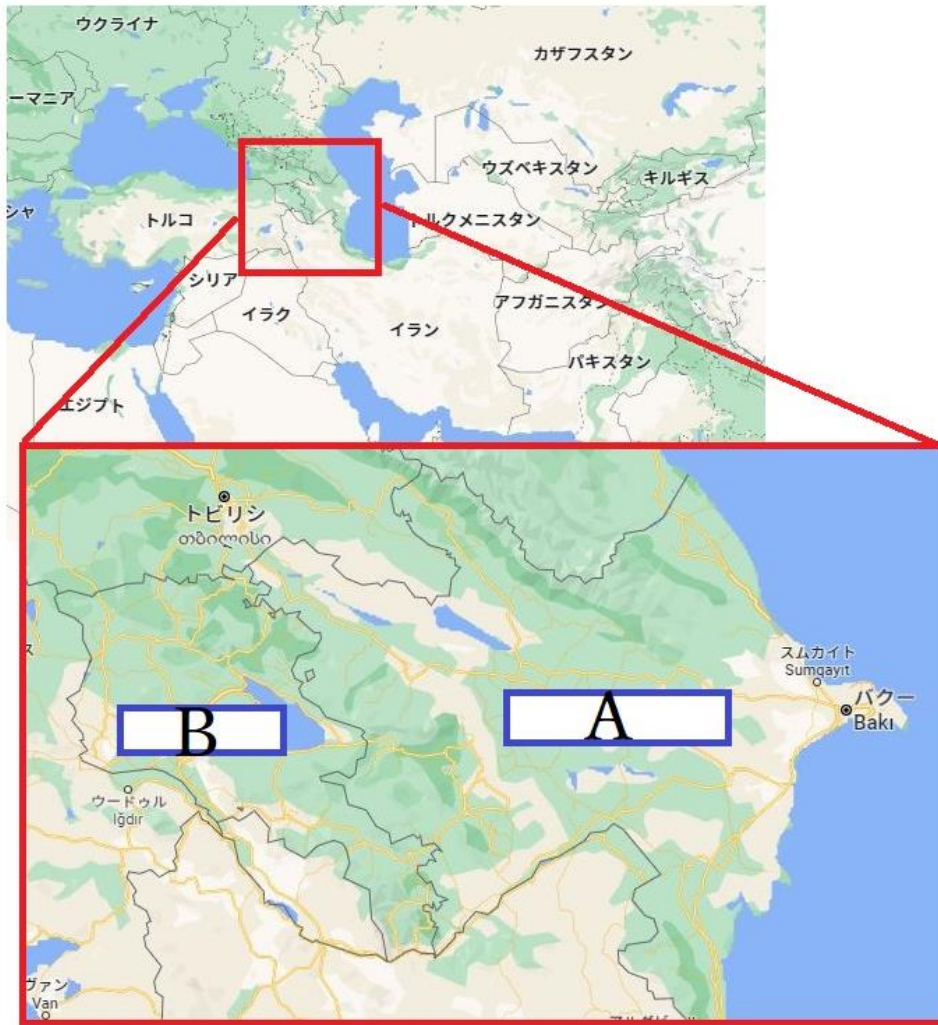 ウクライナ
カザフスタン
ーマニア
ウズベキスタン
キルギス
シャ
トルコ
トルクメニスタン
シリア
アフガニスタン
イラク
イラン
パキスタン
エジプト
トビリシ
თბილისი
ス
スムカイト
Sumqayıt
バクー
Bakı
A
B
ウードゥル
Iğdır
ヴァン
Van